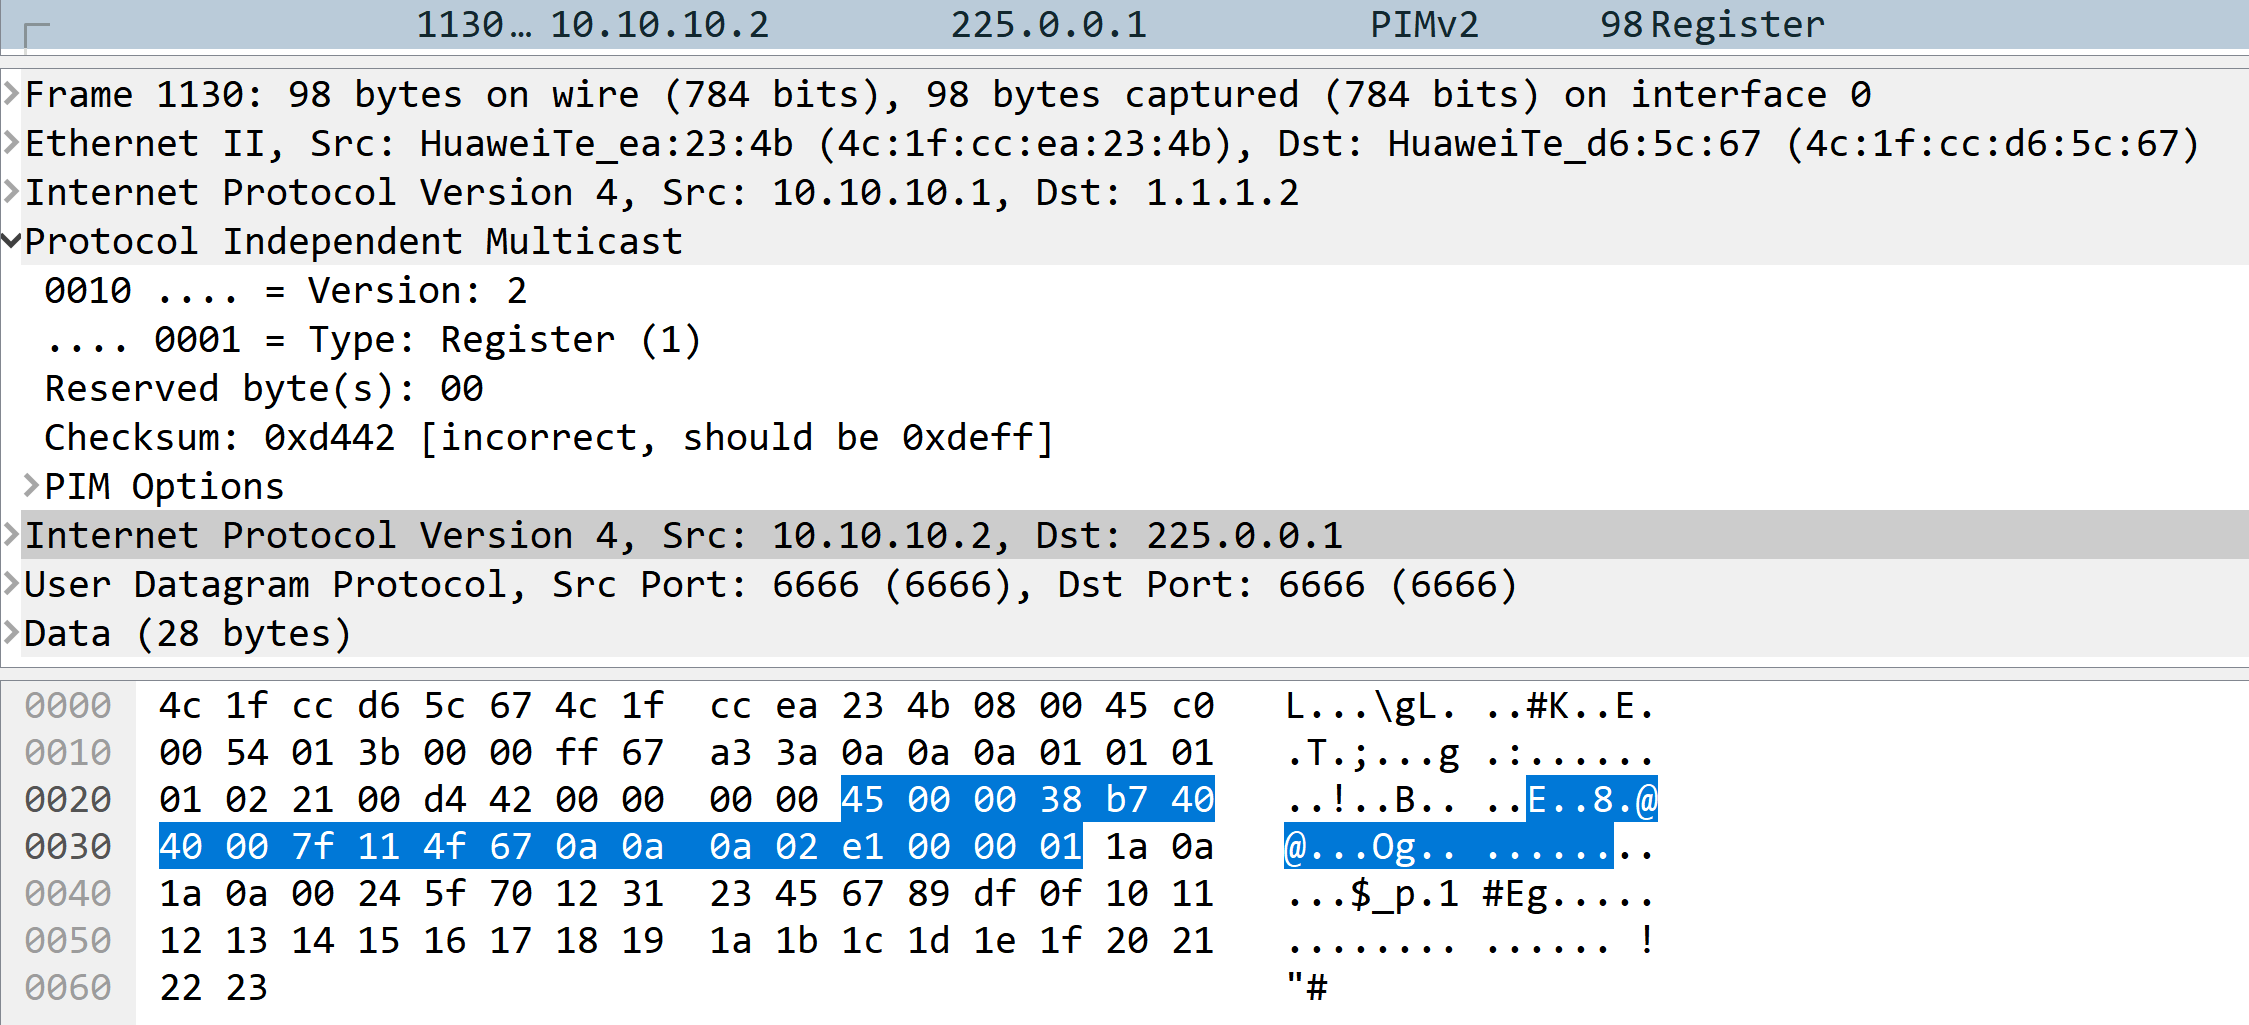 1130… 10.10.10.2 225.0.0.1 PIMv2 98 Register
Frame 1130: 98 bytes on wire (784 bits), 98 bytes captured (784 bits) on interface 0
Ethernet II, Src: HuaweiTe_ea:23:4b (4c:1f:cc:ea:23:4b), Dst: HuaweiTe_d6:5c:67 (4c:1f:cc:d6:5c:67)
Internet Protocol Version 4, Src: 10.10.10.1, Dst: 1.1.1.2
Protocol Independent Multicast
0010 .... = Version: 2
.... 0001 = Type: Register (1)
Reserved byte(s): 00
Checksum: 0xd442 [incorrect, should be 0xdeff]
PIM Options
Internet Protocol Version 4, Src: 10.10.10.2, Dst: 225.0.0.1
User Datagram Protocol, Src Port: 6666 (6666), Dst Port: 6666 (6666)
Data (28 bytes)
0000 4c 1f cc d6 5c 67 4c 1f cc ea 23 4b 08 00 45 c0 L...\gL. ..#K..E.
0010 00 54 01 3b 00 00 ff 67 a3 3a 0a 0a 0a 01 01 01 .T.;...g .:......
0020 01 02 21 00 d4 42 00 00 00 00 45 00 00 38 b7 40 ..!..B.. ..E..8.@
0030 40 00 7f 11 4f 67 0a 0a 0a 02 e1 00 00 01 1a 0a @...Og.. ........
0040 1a 0a 00 24 5f 70 12 31 23 45 67 89 df 0f 10 11 ...$_p.1 #Eg.....
0050 12 13 14 15 16 17 18 19 1a 1b 1c 1d 1e 1f 20 21 ........ ...... !
0060 22 23 "#